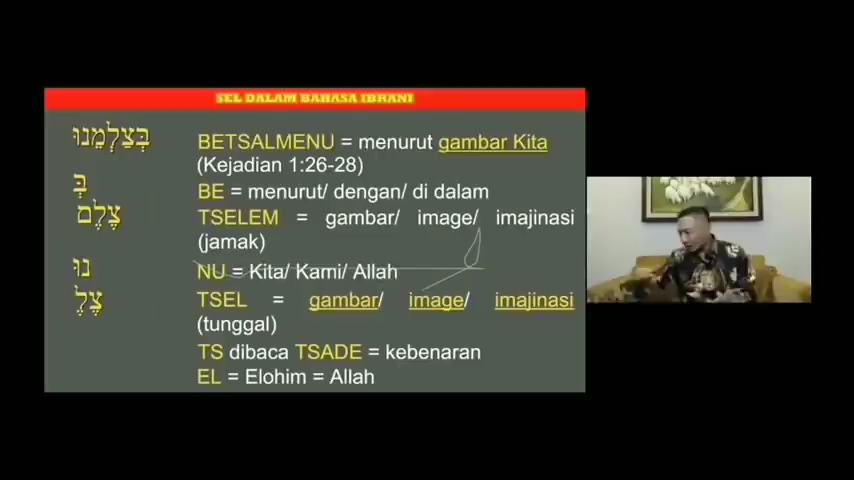 SEL DALAM BAHASA IBRANI
בְּצַלְמֵנוּ BETSALMENU = menurut gambar Kita
(Kejadian 1:26-28)
בְּ BE = menurut/ dengan/ di dalam
צֶלֶם TSELEM = gambar/ image/ imajinasi
(jamak)
נוּ NU = Kita/ Kami/ Allah
צֶלֶ TSEL = gambar/ image/ imajinasi
(tunggal)
TS dibaca TSADE = kebenaran
EL = Elohim = Allah